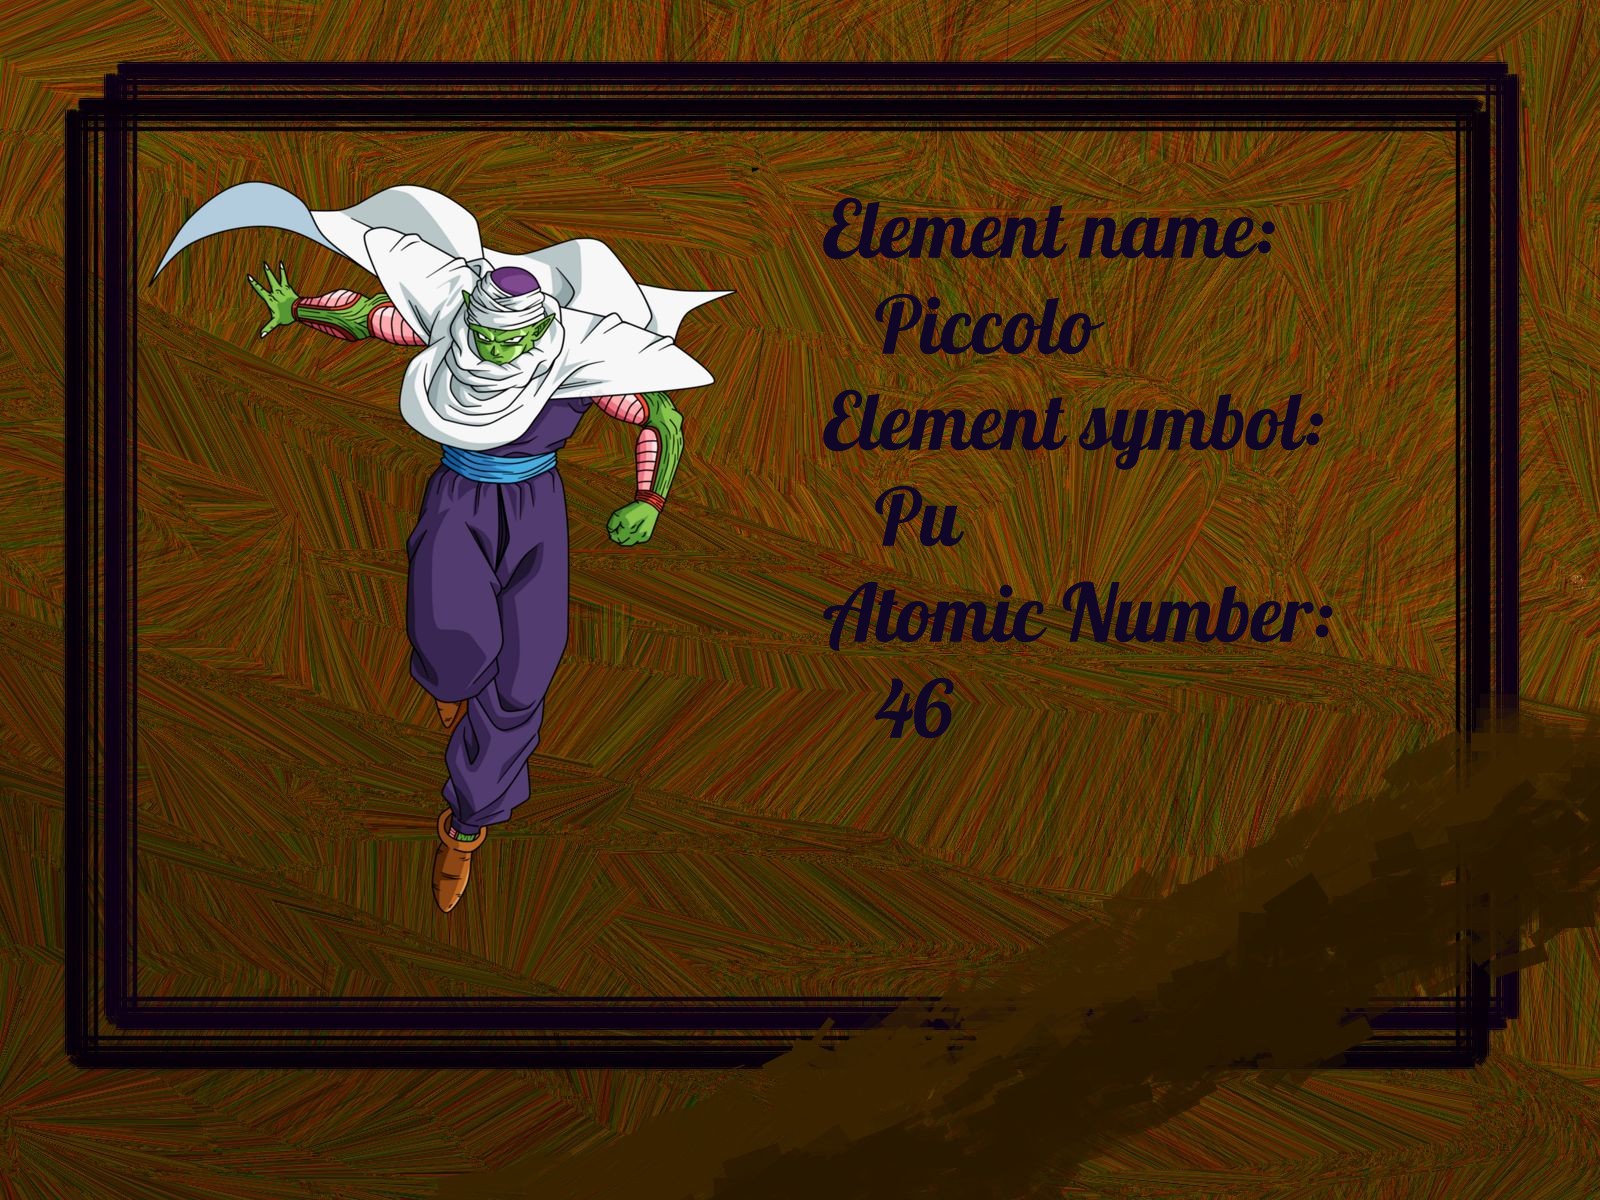 Element name:
Piccolo
Element symbol:
Pu
Atomic Number:
46